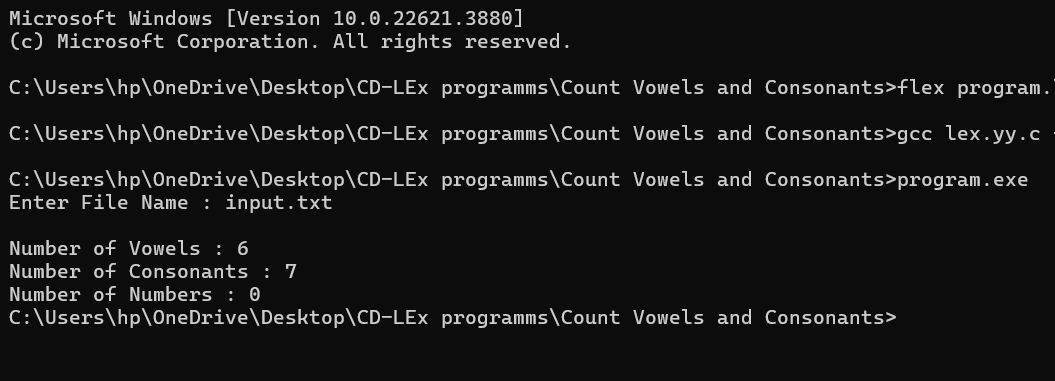 Microsoft Windows [Version 10.0.22621.3880]
(c) Microsoft Corporation. All rights reserved.
C:\Users\hp\OneDrive\Desktop\CD-LEx programms\Count Vowels and Consonants>flex program.
C:\Users\hp\OneDrive\Desktop\CD-LEx programms\Count Vowels and Consonants>gcc lex.yy.c
C:\Users\hp\OneDrive\Desktop\CD-LEx programms\Count Vowels and Consonants>program.exe
Enter File Name : input.txt
Number of Vowels : 6
Number of Consonants : 7
Number of Numbers : 0
C:\Users\hp\OneDrive\Desktop\CD-LEx programms\Count Vowels and Consonants>